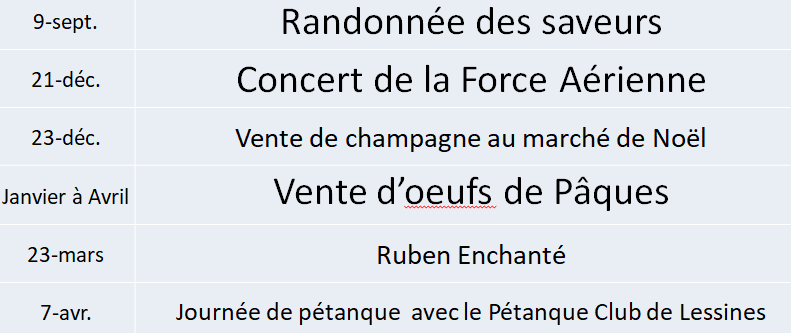 9-sept. Randonnée des saveurs
21-déc. Concert de la Force Aérienne
23-déc. Vente de champagne au marché de Noël
Janvier à Avril Vente d’oeufs de Pâques
23-mars Ruben Enchanté
7-avr. Journée de pétanque avec le Pétanque Club de Lessines